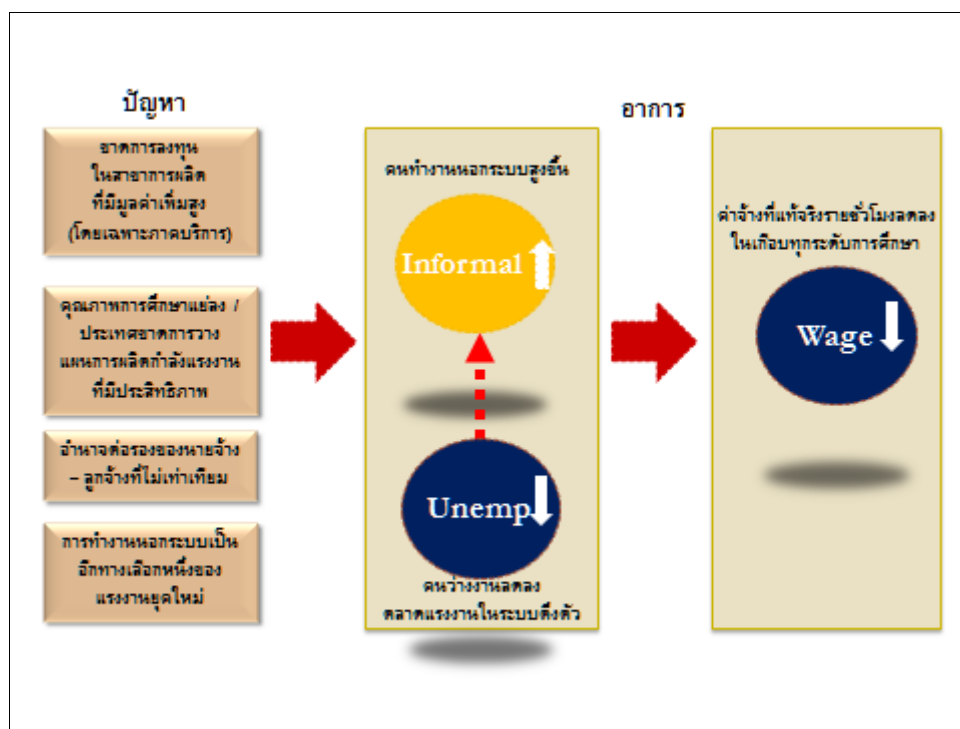 ปัญหา
อาการ
ขาดการลงทุน
ในสาขาการผลิต
ที่มีมูลค่าเพิ่มสูง
(โดยเฉพาะภาคบริการ)
คุณภาพการศึกษาแย่ลง /
ประเทศขาดการวาง
แผนการผลิตกำลังแรงงาน
ที่มีประสิทธิภาพ
อำนาจต่อรองของนายจ้าง
– ลูกจ้างที่ไม่เท่าเทียม
การทำงานนอกระบบเป็น
อีกทางเลือกหนึ่งของ
แรงงานยุคใหม่
คนทำงานนอกระบบสูงขึ้น
Informal
Unemp
คนว่างงานลดลง
ตลาดแรงงานในระบบตึงตัว
ค่าจ้างที่แท้จริงรายชั่วโมงลดลง
ในเกือบทุกระดับการศึกษา
Wage